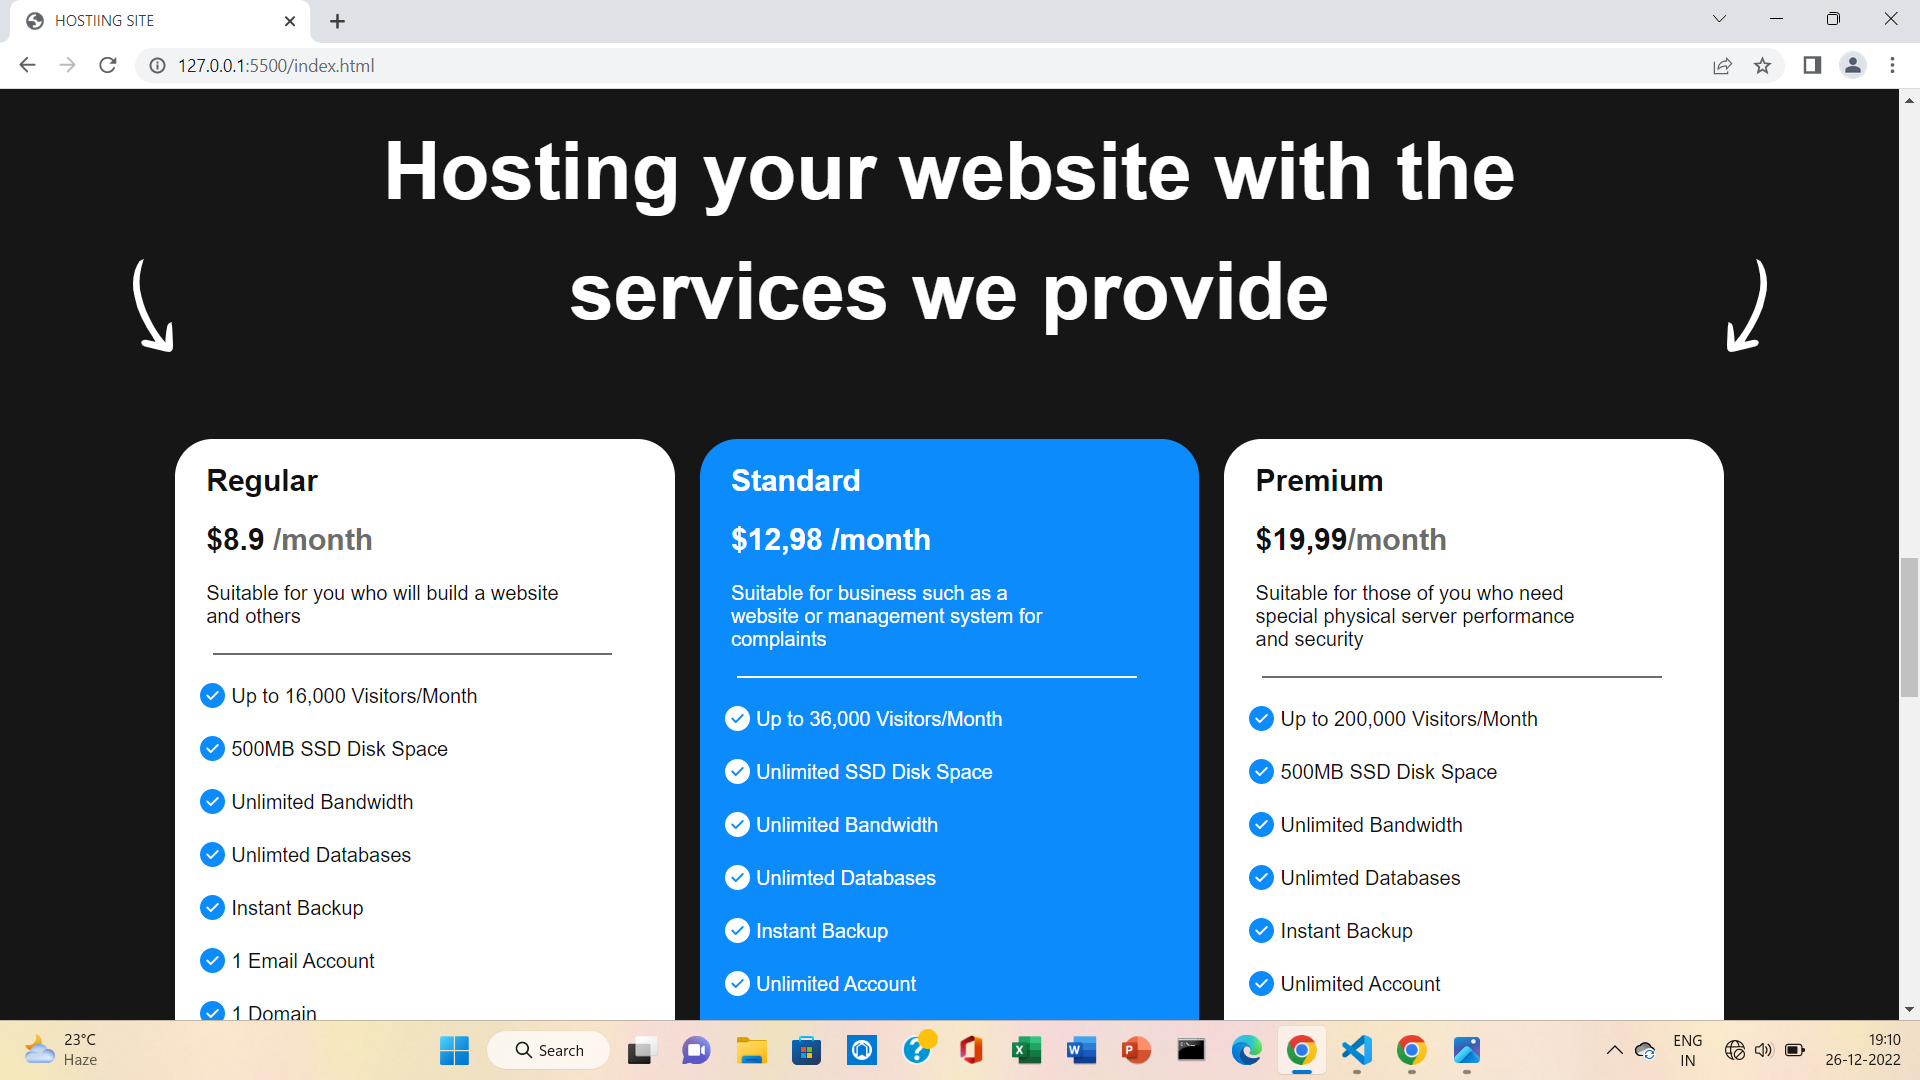 HOSTIING SITE
127.0.0.1:5500/index.html
Hosting your website with the
services we provide
Regular
$8.9 /month
Suitable for you who will build a website
and others
Up to 16,000 Visitors/Month
500MB SSD Disk Space
Unlimited Bandwidth
Unlimted Databases
Instant Backup
1 Email Account
1 Domain
Standard
$12,98 /month
Suitable for business such as a
website or management system for
complaints
Up to 36,000 Visitors/Month
Unlimited SSD Disk Space
Unlimited Bandwidth
Unlimted Databases
Instant Backup
Unlimited Account
Premium
$19,99/month
Suitable for those of you who need
special physical server performance
and security
Up to 200,000 Visitors/Month
500MB SSD Disk Space
Unlimited Bandwidth
Unlimted Databases
Instant Backup
Unlimited Account
23°C
Haze
Search
ENG
IN
19:10
26-12-2022